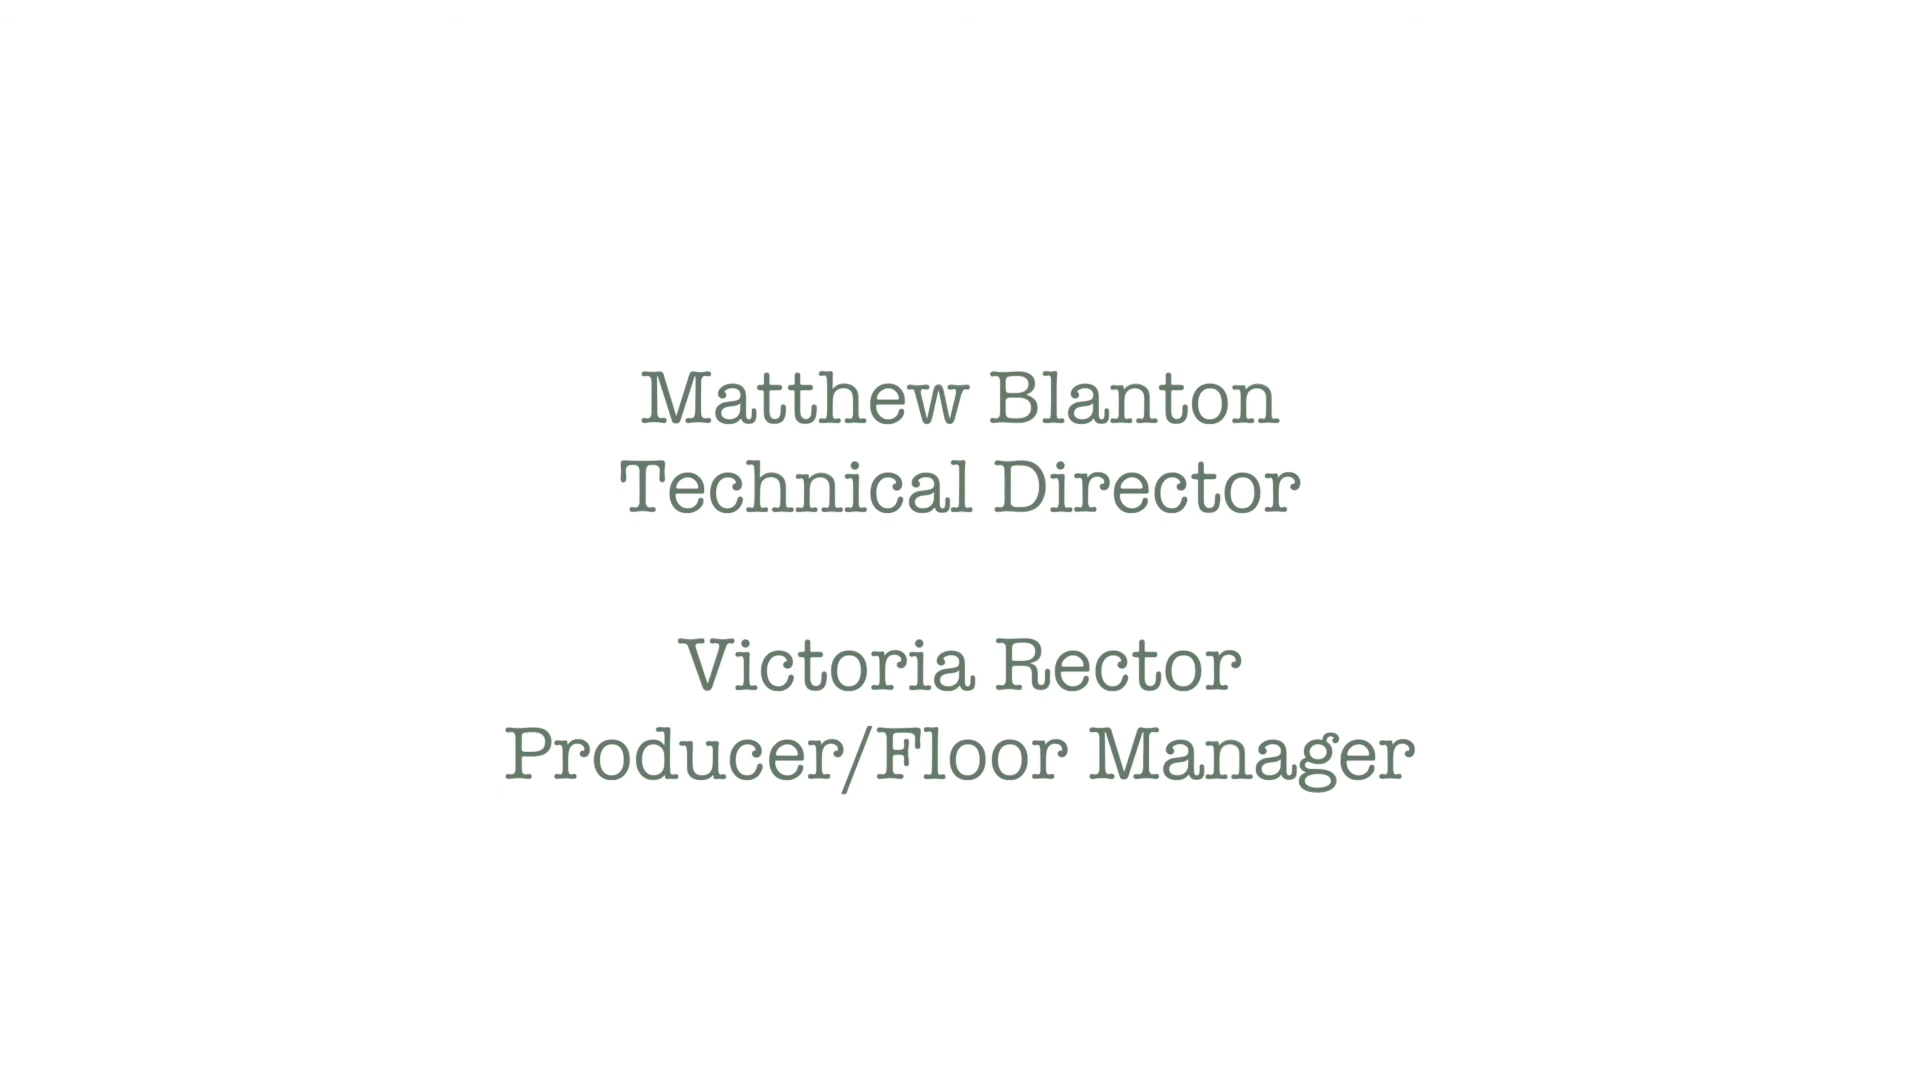 Matthew Blanton
Technical Director
Victoria Rector
Producer/Floor Manager